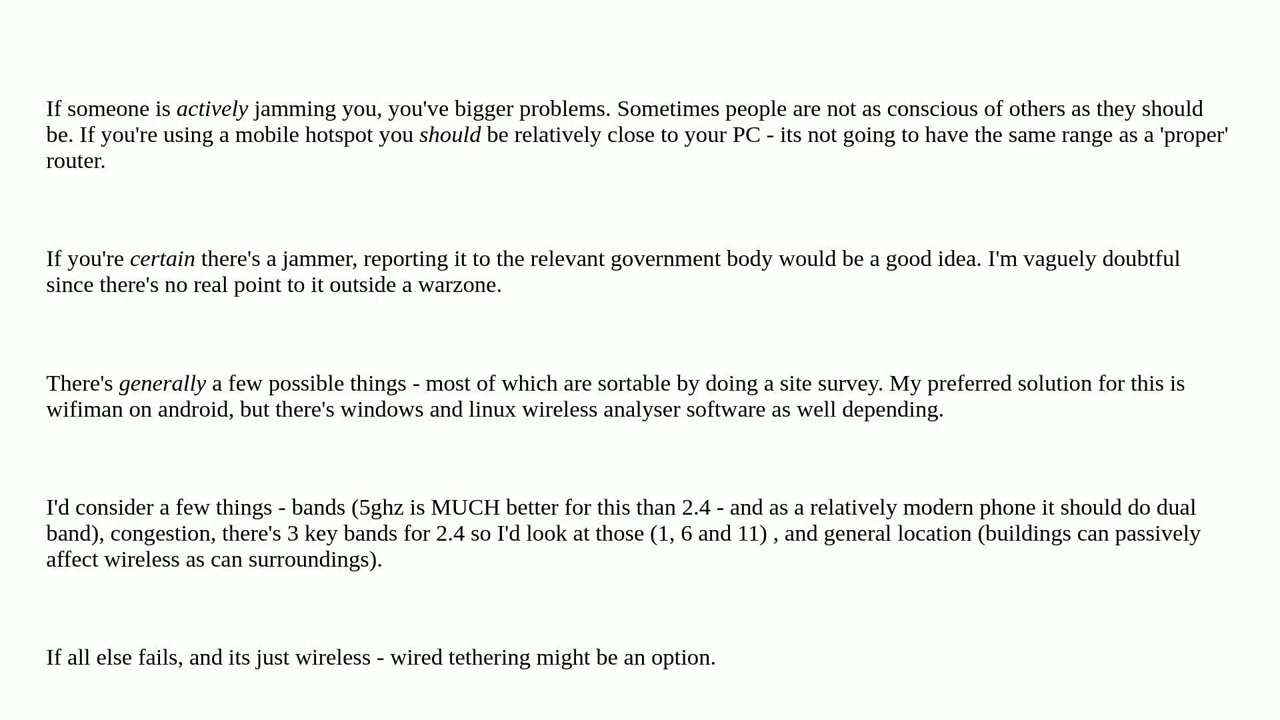 If someone is actively jamming you, you've bigger problems. Sometimes people are not as conscious of others as they should
be. If you're using a mobile hotspot you should be relatively close to your PC - its not going to have the same range as a 'proper'
router.
If you're certain there's a jammer, reporting it to the relevant government body would be a good idea. I'm vaguely doubtful
since there's no real point to it outside a warzone.
There's generally a few possible things - most of which are sortable by doing a site survey. My preferred solution for this is
wifiman on android, but there's windows and linux wireless analyser software as well depending.
I'd consider a few things - bands (5ghz is MUCH better for this than 2.4 - and as a relatively modern phone it should do dual
band), congestion, there's 3 key bands for 2.4 so I'd look at those (1, 6 and 11) , and general location (buildings can passively
affect wireless as can surroundings).
If all else fails, and its just wireless - wired tethering might be an option.